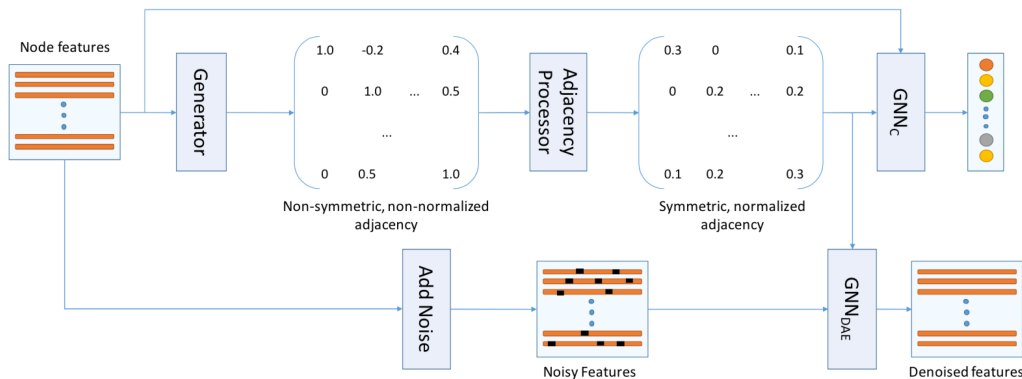 Node features
Generator
1.0 -0.2 0.4
0 1.0 ... 0.5
...
0 0.5 1.0
Non-symmetric, non-normalized
adjacency
Adjacency
Processor
0.3 0 0.1
0 0.2 ... 0.2
...
0.1 0.2 0.3
Symmetric, normalized
adjacency
GNN_C
Add Noise
Noisy Features
GNN_DAE
Denoised features